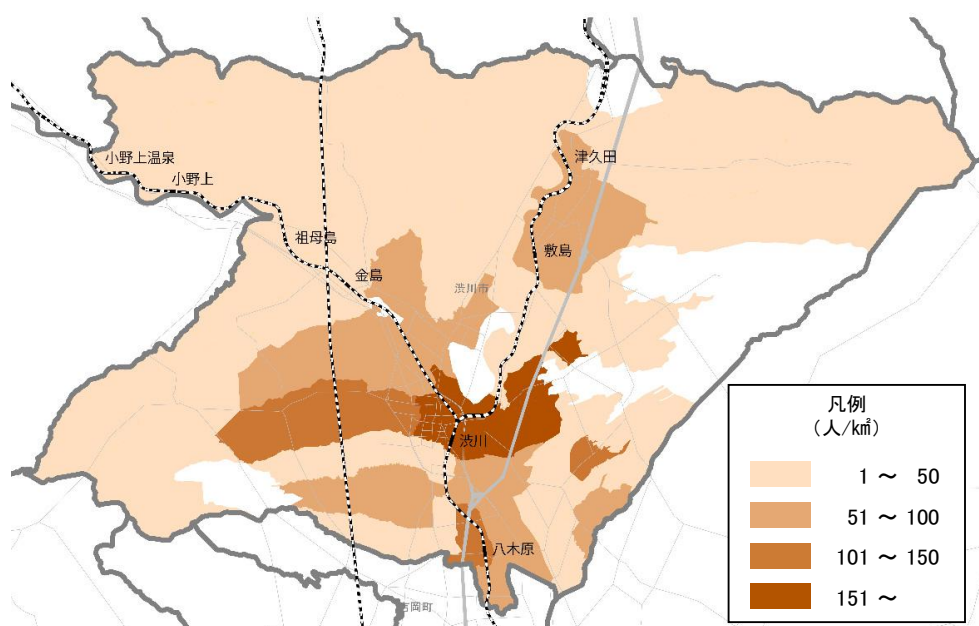 津久田
小野上温泉
小野上
祖母島
敷島
金島
渋川市
渋川
八木原
吉岡町
凡例
（人/k㎡）
1 ～ 50
51 ～ 100
101 ～ 150
151 ～